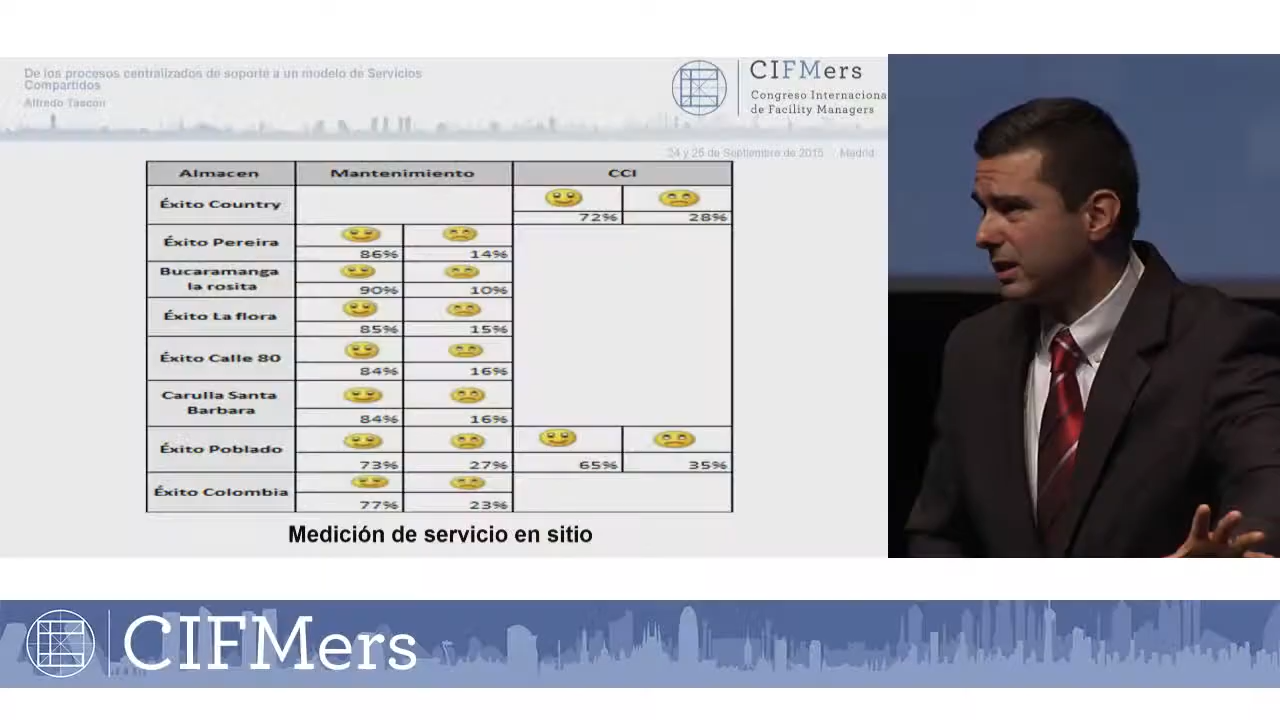 De los procesos centralizados de soporte a un modelo de Servicios
Compartidos
Alfredo Tascón
CIFMers
Congreso Internaciona
de Facility Managers
24 y 25 de Septiembre de 2015 Madrid
Almacen Mantenimiento CCI
Éxito Country
72% 28%
Éxito Pereira
86% 14%
Bucaramanga
la rosita
90% 10%
Éxito La flora
85% 15%
Éxito Calle 80
84% 16%
Carulla Santa
Barbara
84% 16%
Éxito Poblado
73% 27% 65% 35%
Éxito Colombia
77% 23%
Medición de servicio en sitio
CIFMers